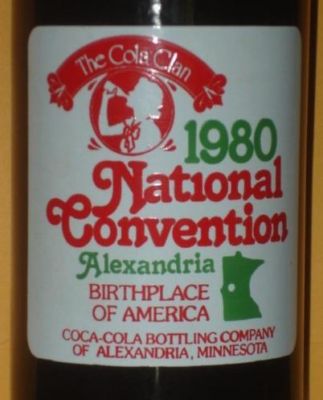 The Cola Clan
1980
National
Convention
Alexandria
BIRTHPLACE
OF AMERICA
COCA-COLA BOTTLING COMPANY
OF ALEXANDRIA, MINNESOTA